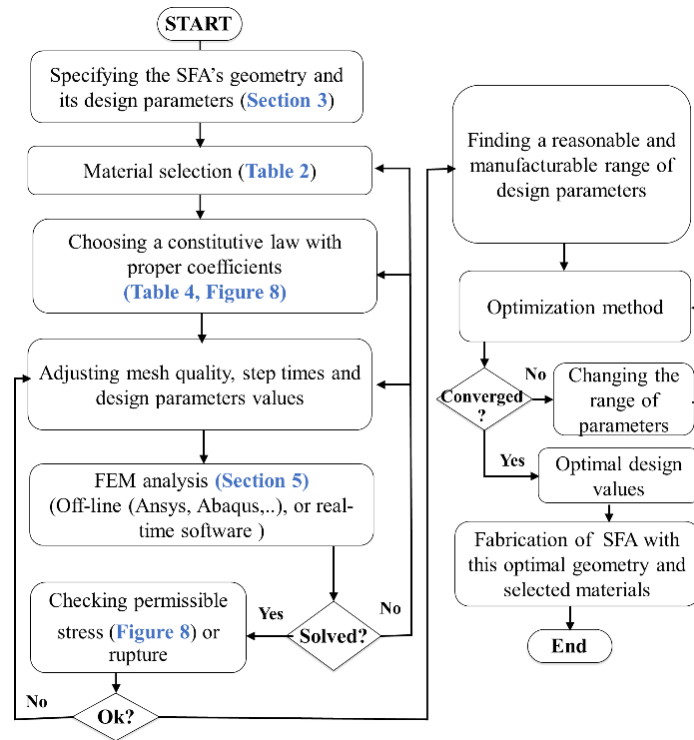 START
Specifying the SFA's geometry and
its design parameters (Section 3)
Material selection (Table 2)
Choosing a constitutive law with
proper coefficients
(Table 4, Figure 8)
Adjusting mesh quality, step times and
design parameters values
FEM analysis (Section 5)
(Off-line (Ansys, Abaqus,..), or real-
time software )
Solved?
Yes
No
Checking permissible
stress (Figure 8) or
rupture
Ok?
No
Finding a reasonable and
manufacturable range of
design parameters
Optimization method
Converged
?
No
Changing the
range of
parameters
Yes
Optimal design
values
Fabrication of SFA with
this optimal geometry and
selected materials
End